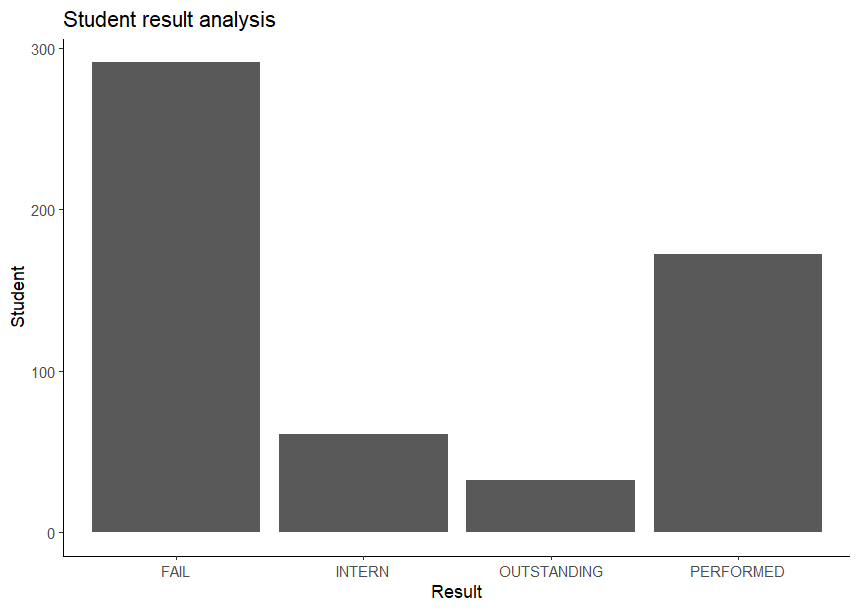 Student result analysis
300
200
100
0
Student
FAIL INTERN OUTSTANDING PERFORMED
Result